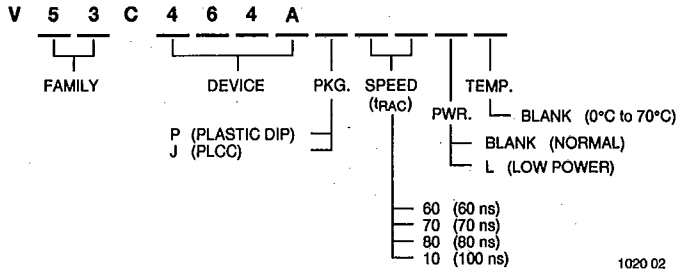 V 5 3 C 4 6 4 A
FAMILY DEVICE PKG. SPEED TEMP.
(tRAC) PWR. BLANK (0°C to 70°C)
P (PLASTIC DIP) BLANK (NORMAL)
J (PLCC) L (LOW POWER)
60 (60 ns)
70 (70 ns)
80 (80 ns)
10 (100 ns)
1020 02